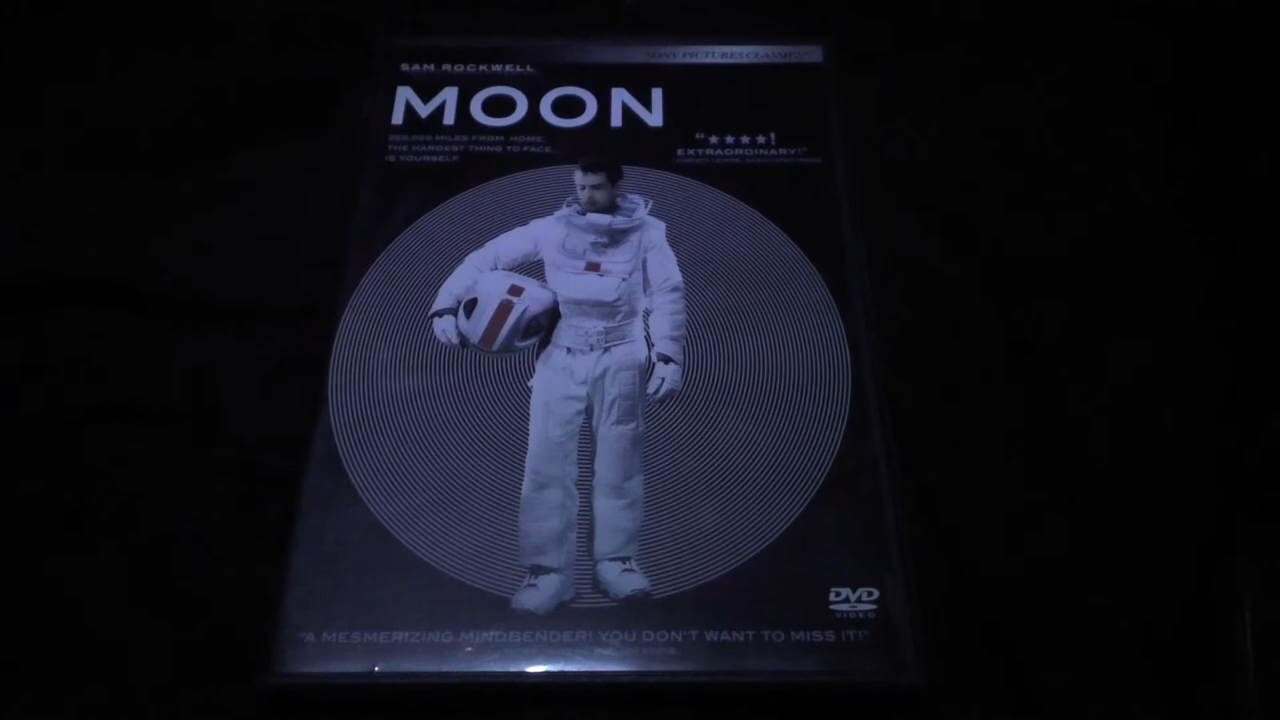 SONY PICTURES CLASSICS
SAM ROCKWELL
MOON
250,000 MILES FROM HOME,
THE HARDEST THING TO FACE...
IS YOURSELF
"★★★★!
EXTRAORDINARY!"
DVD
VIDEO
"A MESMERIZING MINDBENDER! YOU DON'T WANT TO MISS IT!"